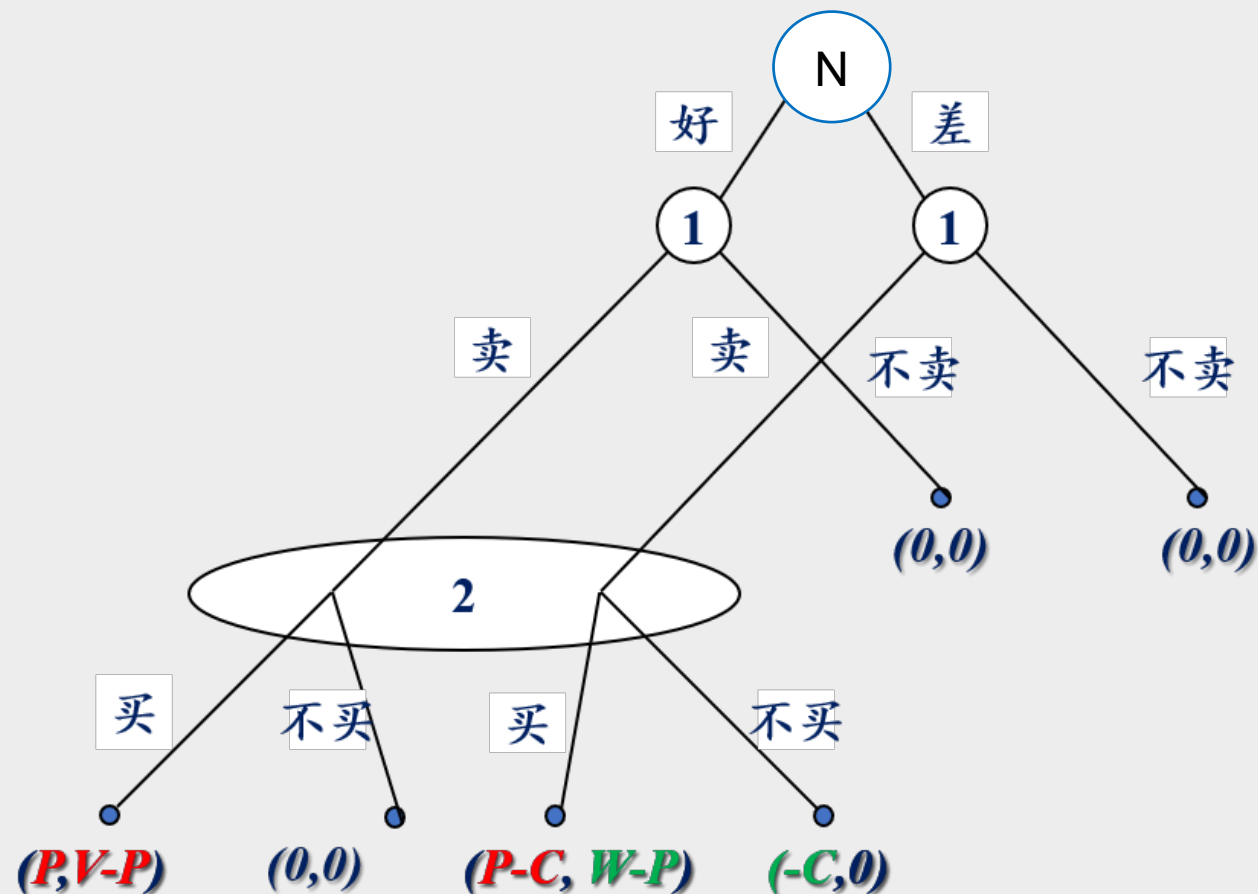 N
好
差
1
1
卖
卖
不卖
不卖
(0,0)
(0,0)
2
买
不买
买
不买
(P,V-P)
(0,0)
(P-C, W-P)
(-C,0)